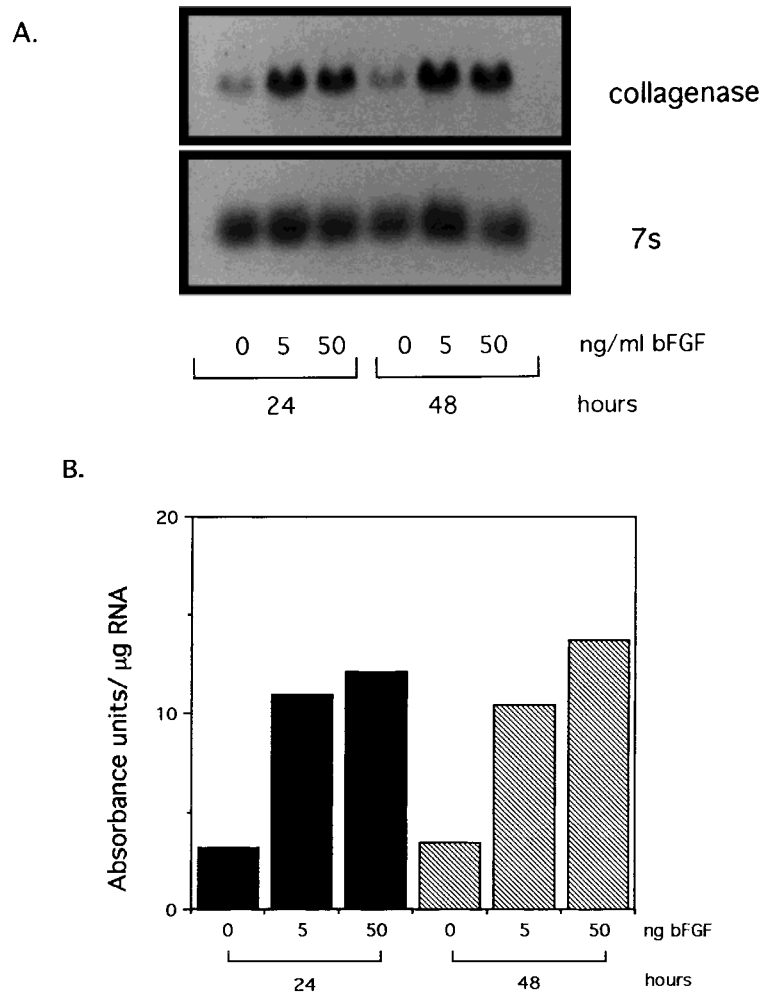 A.
collagenase
7s
0 5 50 0 5 50 ng/ml bFGF
24 48 hours
B.
20
10
0
Absorbance units/ µg RNA
0 5 50 0 5 50 ng bFGF
24 48 hours